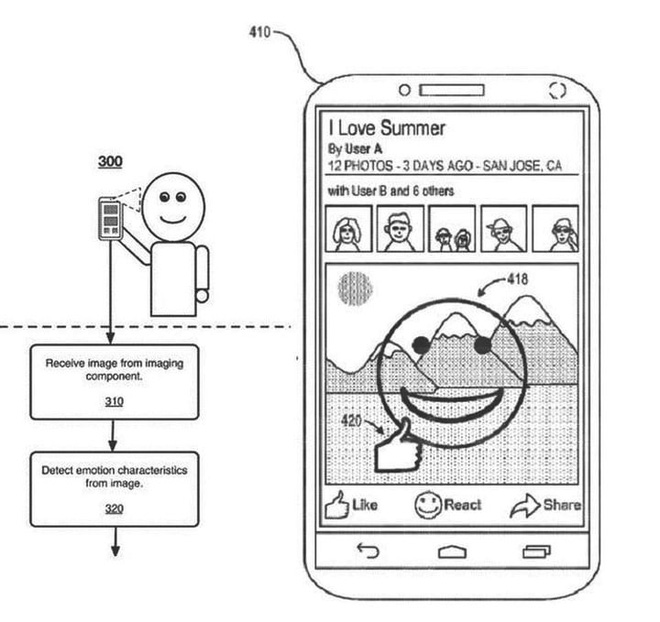 300
Receive image from imaging
component.
310
Detect emotion characteristics
from image.
320
410
I Love Summer
By User A
12 PHOTOS - 3 DAYS AGO - SAN JOSE, CA
with User B and 6 others
418
420
Like React Share